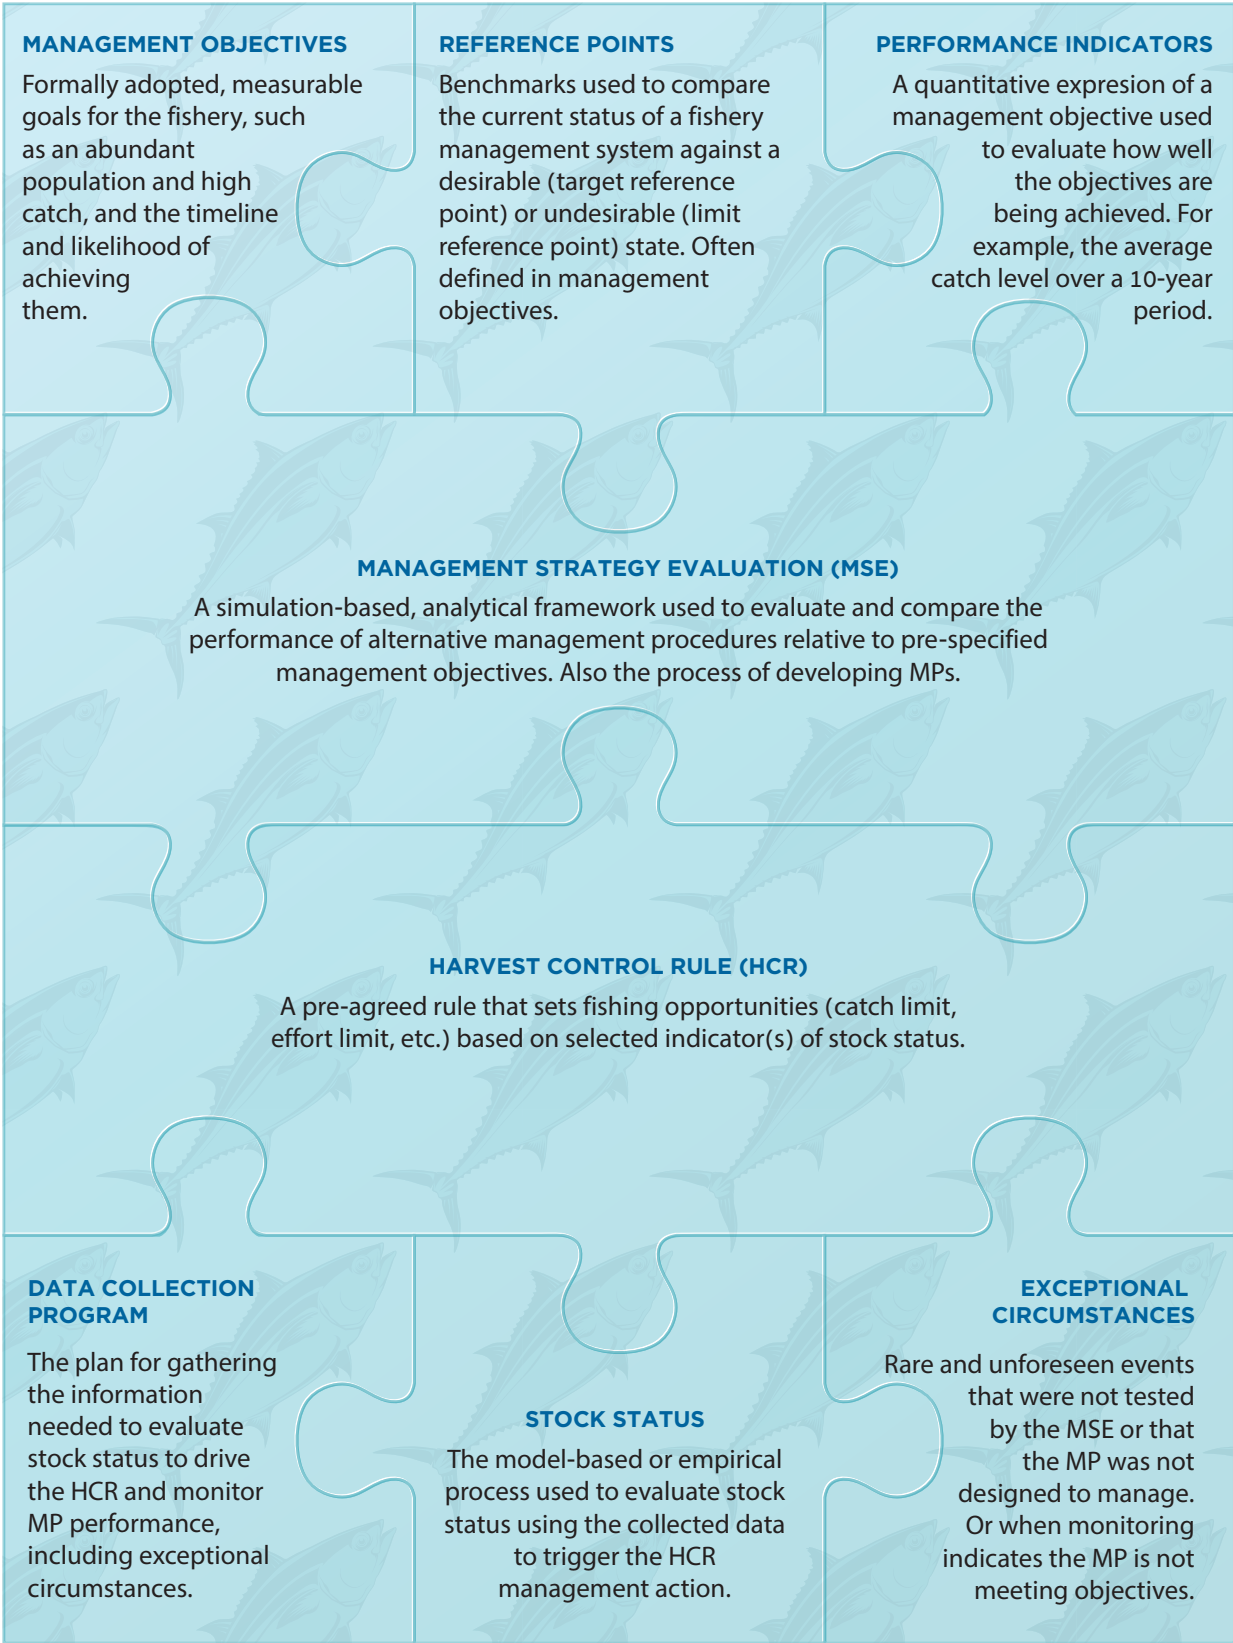 MANAGEMENT OBJECTIVES
Formally adopted, measurable
goals for the fishery, such
as an abundant
population and high
catch, and the timeline
and likelihood of
achieving
them.
REFERENCE POINTS
Benchmarks used to compare
the current status of a fishery
management system against a
desirable (target reference
point) or undesirable (limit
reference point) state. Often
defined in management
objectives.
PERFORMANCE INDICATORS
A quantitative expresion of a
management objective used
to evaluate how well
the objectives are
being achieved. For
example, the average
catch level over a 10-year
period.
MANAGEMENT STRATEGY EVALUATION (MSE)
A simulation-based, analytical framework used to evaluate and compare the
performance of alternative management procedures relative to pre-specified
management objectives. Also the process of developing MPs.
HARVEST CONTROL RULE (HCR)
A pre-agreed rule that sets fishing opportunities (catch limit,
effort limit, etc.) based on selected indicator(s) of stock status.
DATA COLLECTION
PROGRAM
The plan for gathering
the information
needed to evaluate
stock status to drive
the HCR and monitor
MP performance,
including exceptional
circumstances.
STOCK STATUS
The model-based or empirical
process used to evaluate stock
status using the collected data
to trigger the HCR
management action.
EXCEPTIONAL
CIRCUMSTANCES
Rare and unforeseen events
that were not tested
by the MSE or that
the MP was not
designed to manage.
Or when monitoring
indicates the MP is not
meeting objectives.